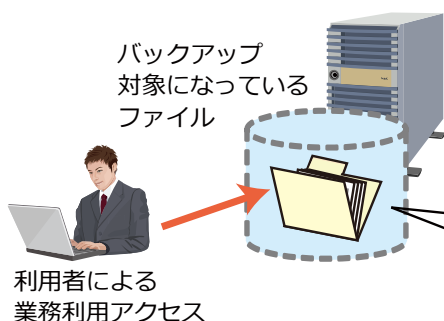 バックアップ
対象になっている
ファイル
利用者による
業務利用アクセス